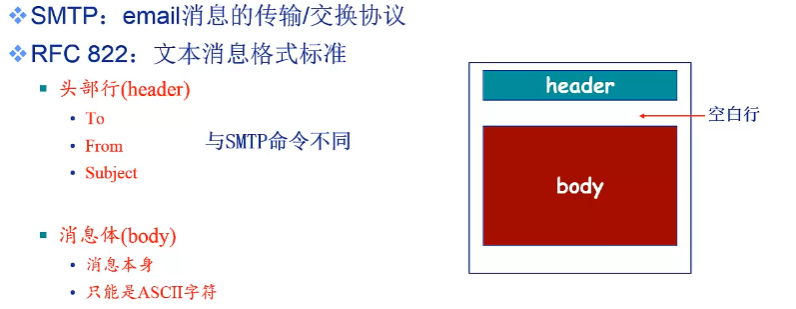 SMTP：email消息的传输/交换协议
RFC 822：文本消息格式标准
头部行(header)
To
From
Subject
与SMTP命令不同
消息体(body)
消息本身
只能是ASCII字符
header
空白行
body